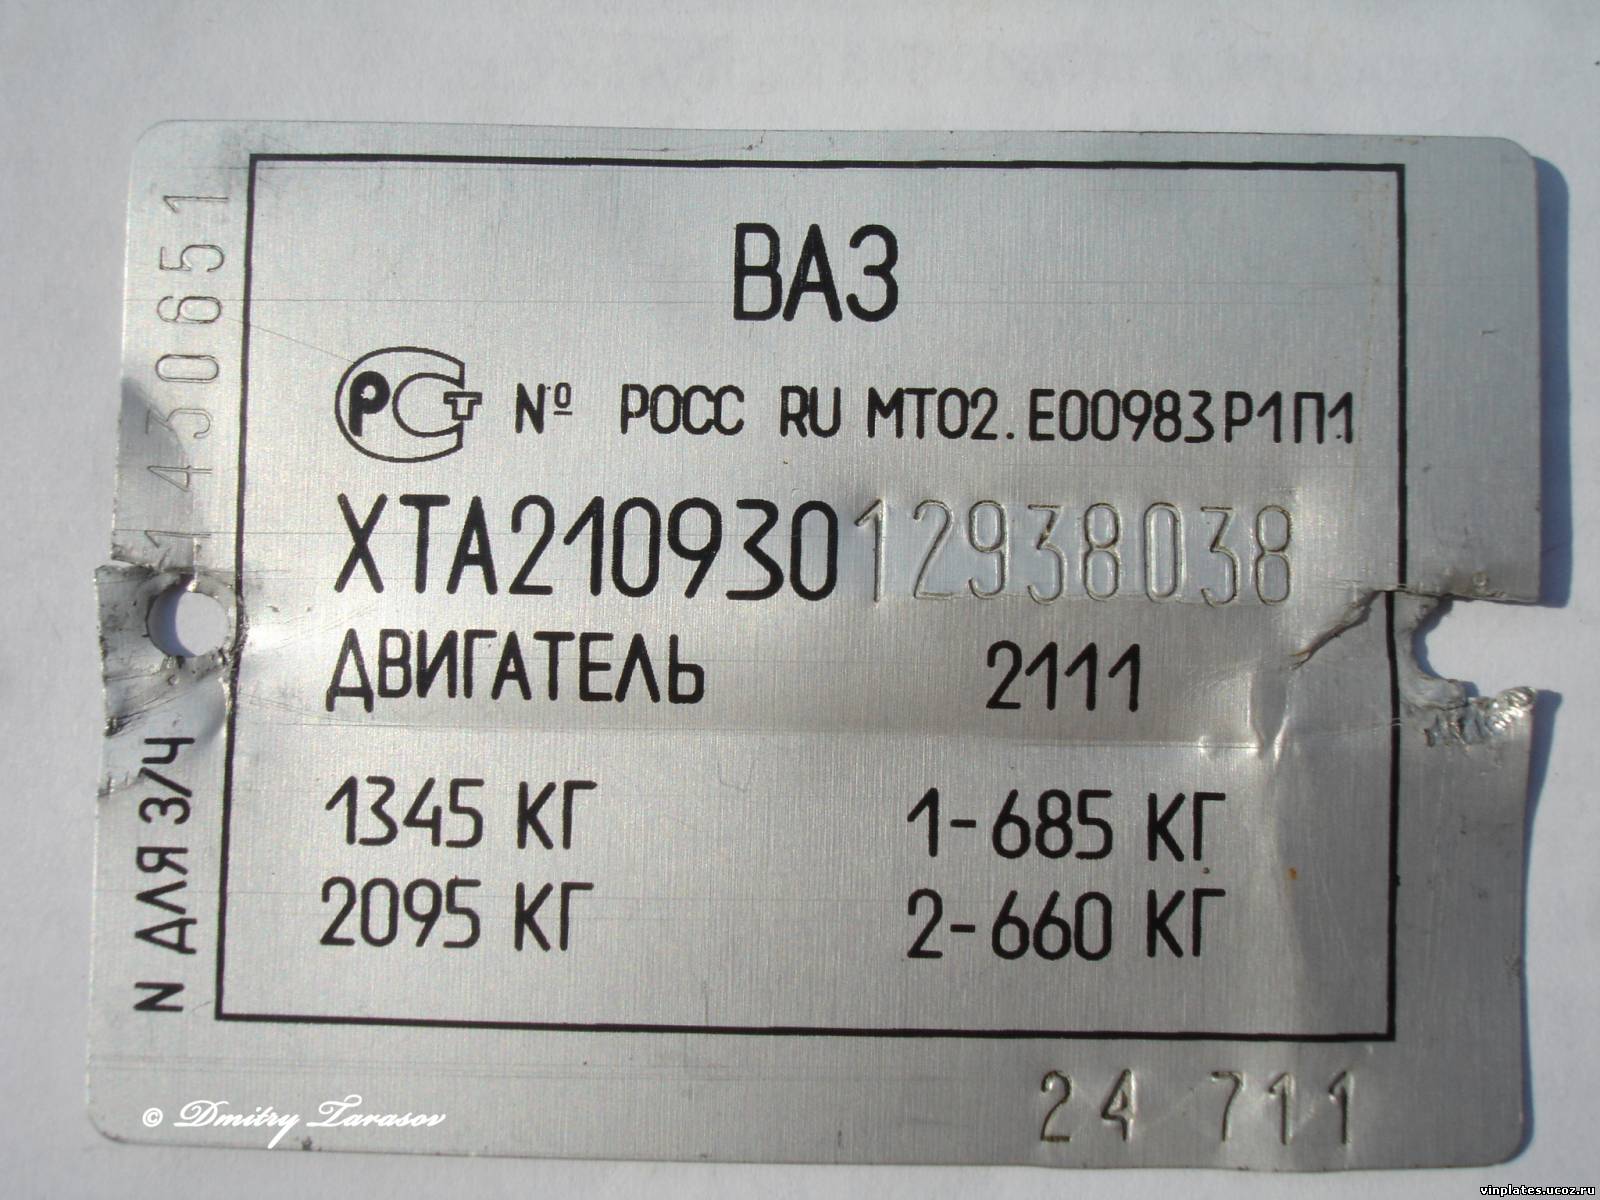 ВАЗ
РСТ № РОСС RU МТ02.Е00983Р1П1
ХТА21093012938038
ДВИГАТЕЛЬ 2111
1345 КГ 1-685 КГ
2095 КГ 2-660 КГ
N ДЛЯ З/Ч 1430651
24 711
© Dmitry Tarasov
vinplates.ucoz.ru